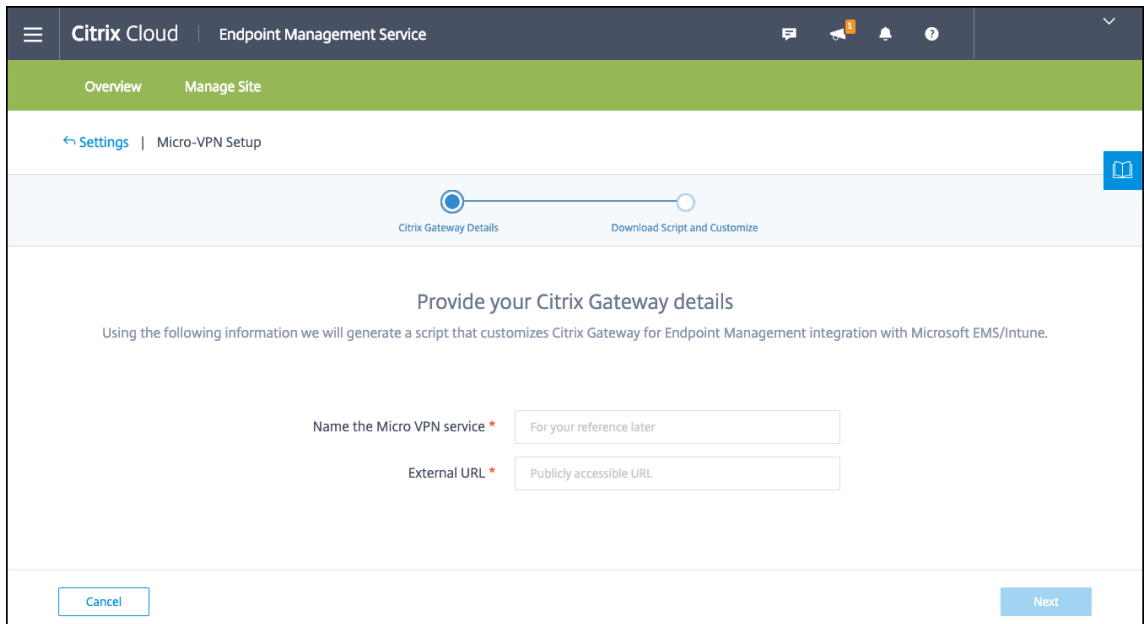 Citrix Cloud | Endpoint Management Service 1 ?
Overview Manage Site
Settings | Micro-VPN Setup
Citrix Gateway Details Download Script and Customize
Provide your Citrix Gateway details
Using the following information we will generate a script that customizes Citrix Gateway for Endpoint Management integration with Microsoft EMS/Intune.
Name the Micro VPN service * For your reference later
External URL * Publicly accessible URL
Cancel Next